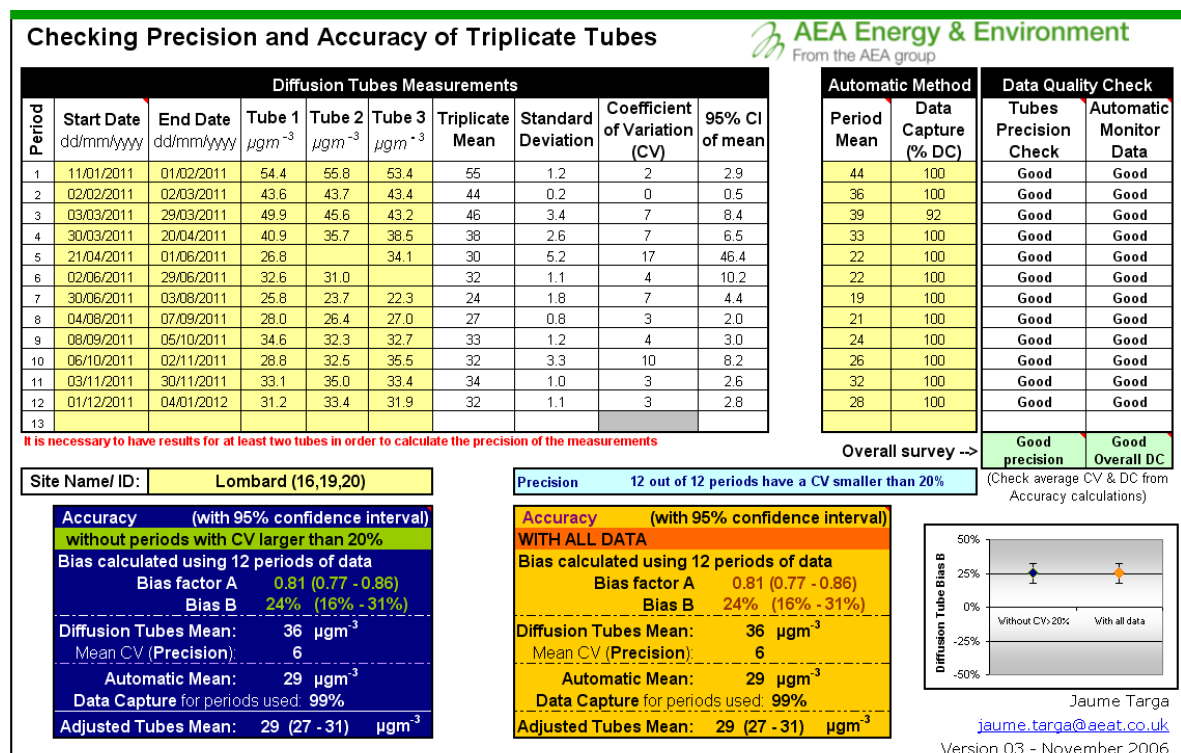 Checking Precision and Accuracy of Triplicate Tubes
AEA Energy & Environment
From the AEA group
Diffusion Tubes Measurements
Automatic Method
Data Quality Check
Period Start Date dd/mm/yyyy End Date dd/mm/yyyy Tube 1 µgm⁻³ Tube 2 µgm⁻³ Tube 3 µgm⁻³ Triplicate Mean Standard Deviation Coefficient of Variation (CV) 95% CI of mean Period Mean Data Capture (% DC) Tubes Precision Check Automatic Monitor Data
1 11/01/2011 01/02/2011 54.4 55.8 53.4 55 1.2 2 2.9 44 100 Good Good
2 02/02/2011 02/03/2011 43.6 43.7 43.4 44 0.2 0 0.5 36 100 Good Good
3 03/03/2011 29/03/2011 49.9 45.6 43.2 46 3.4 7 8.4 39 92 Good Good
4 30/03/2011 20/04/2011 40.9 35.7 38.5 38 2.6 7 6.5 33 100 Good Good
5 21/04/2011 01/06/2011 26.8 34.1 30 5.2 17 46.4 22 100 Good Good
6 02/06/2011 29/06/2011 32.6 31.0 32 1.1 4 10.2 22 100 Good Good
7 30/06/2011 03/08/2011 25.8 23.7 22.3 24 1.8 7 4.4 19 100 Good Good
8 04/08/2011 07/09/2011 28.0 26.4 27.0 27 0.8 3 2.0 21 100 Good Good
9 08/09/2011 05/10/2011 34.6 32.3 32.7 33 1.2 4 3.0 24 100 Good Good
10 06/10/2011 02/11/2011 28.8 32.5 35.5 32 3.3 10 8.2 26 100 Good Good
11 03/11/2011 30/11/2011 33.1 35.0 33.4 34 1.0 3 2.6 32 100 Good Good
12 01/12/2011 04/01/2012 31.2 33.4 31.9 32 1.1 3 2.8 28 100 Good Good
13
It is necessary to have results for at least two tubes in order to calculate the precision of the measurements
Overall survey --> Good precision Good Overall DC
Site Name/ ID: Lombard (16,19,20)
Precision 12 out of 12 periods have a CV smaller than 20%
(Check average CV & DC from
Accuracy calculations)
Accuracy (with 95% confidence interval)
without periods with CV larger than 20%
Bias calculated using 12 periods of data
Bias factor A 0.81 (0.77 - 0.86)
Bias B 24% (16% - 31%)
Diffusion Tubes Mean: 36 µgm⁻³
Mean CV (Precision): 6
Automatic Mean: 29 µgm⁻³
Data Capture for periods used: 99%
Adjusted Tubes Mean: 29 (27 - 31) µgm⁻³
Accuracy (with 95% confidence interval)
WITH ALL DATA
Bias calculated using 12 periods of data
Bias factor A 0.81 (0.77 - 0.86)
Bias B 24% (16% - 31%)
Diffusion Tubes Mean: 36 µgm⁻³
Mean CV (Precision): 6
Automatic Mean: 29 µgm⁻³
Data Capture for periods used: 99%
Adjusted Tubes Mean: 29 (27 - 31) µgm⁻³
Diffusion Tube Bias B
50%
25%
0%
-25%
-50%
Without CV>20% With all data
Jaume Targa
jaume.targa@aeat.co.uk
Version 03 - November 2006